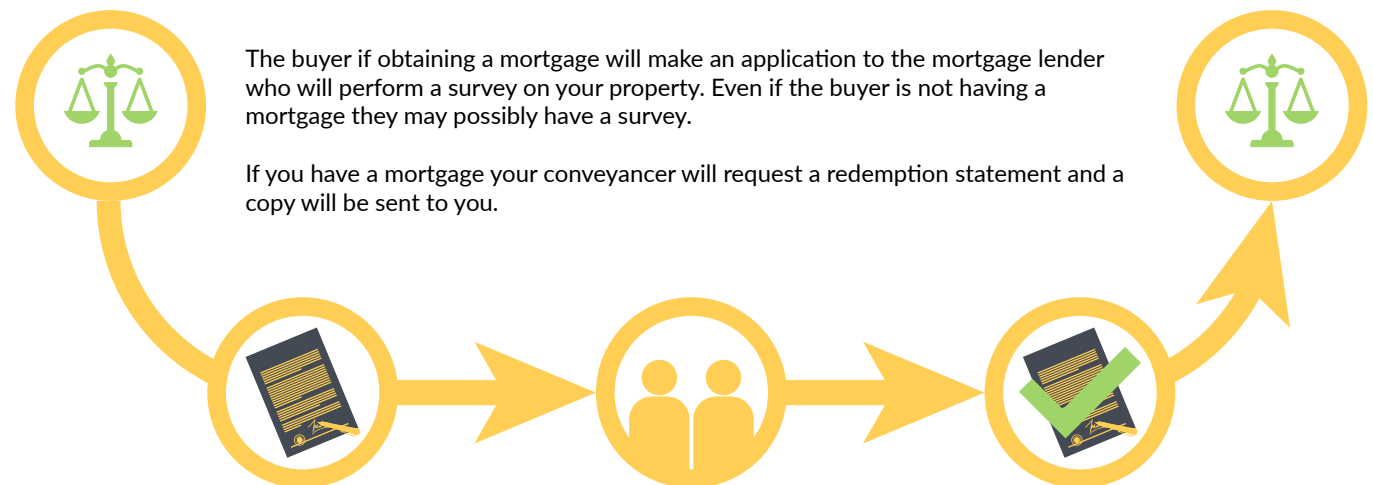 The buyer if obtaining a mortgage will make an application to the mortgage lender
who will perform a survey on your property. Even if the buyer is not having a
mortgage they may possibly have a survey.
If you have a mortgage your conveyancer will request a redemption statement and a
copy will be sent to you.